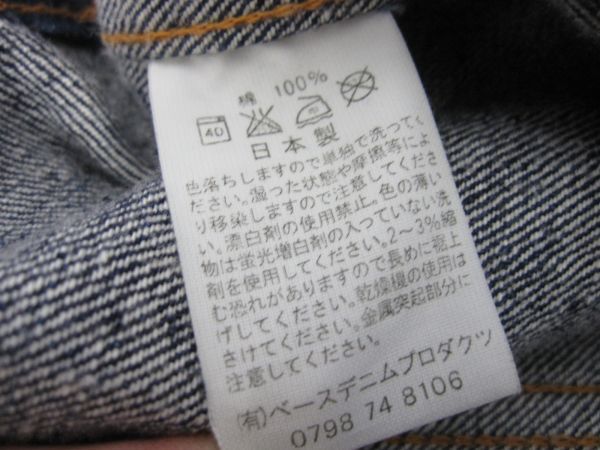 綿 100%
40
日本製
色落ちしますので単独で洗ってく
ださい。湿った状態や摩擦等によ
り移染しますので注意してくださ
い。漂白剤の使用禁止。色の薄い
物は蛍光増白剤の入っていない洗
剤を使用してください。2~3%縮
む恐れがありますので長めに裾上
げしてください。乾燥機の使用は
さけてください。金属突起部分に
注意してください。
(有)ベースデニムプロダクツ
0798 74 8106